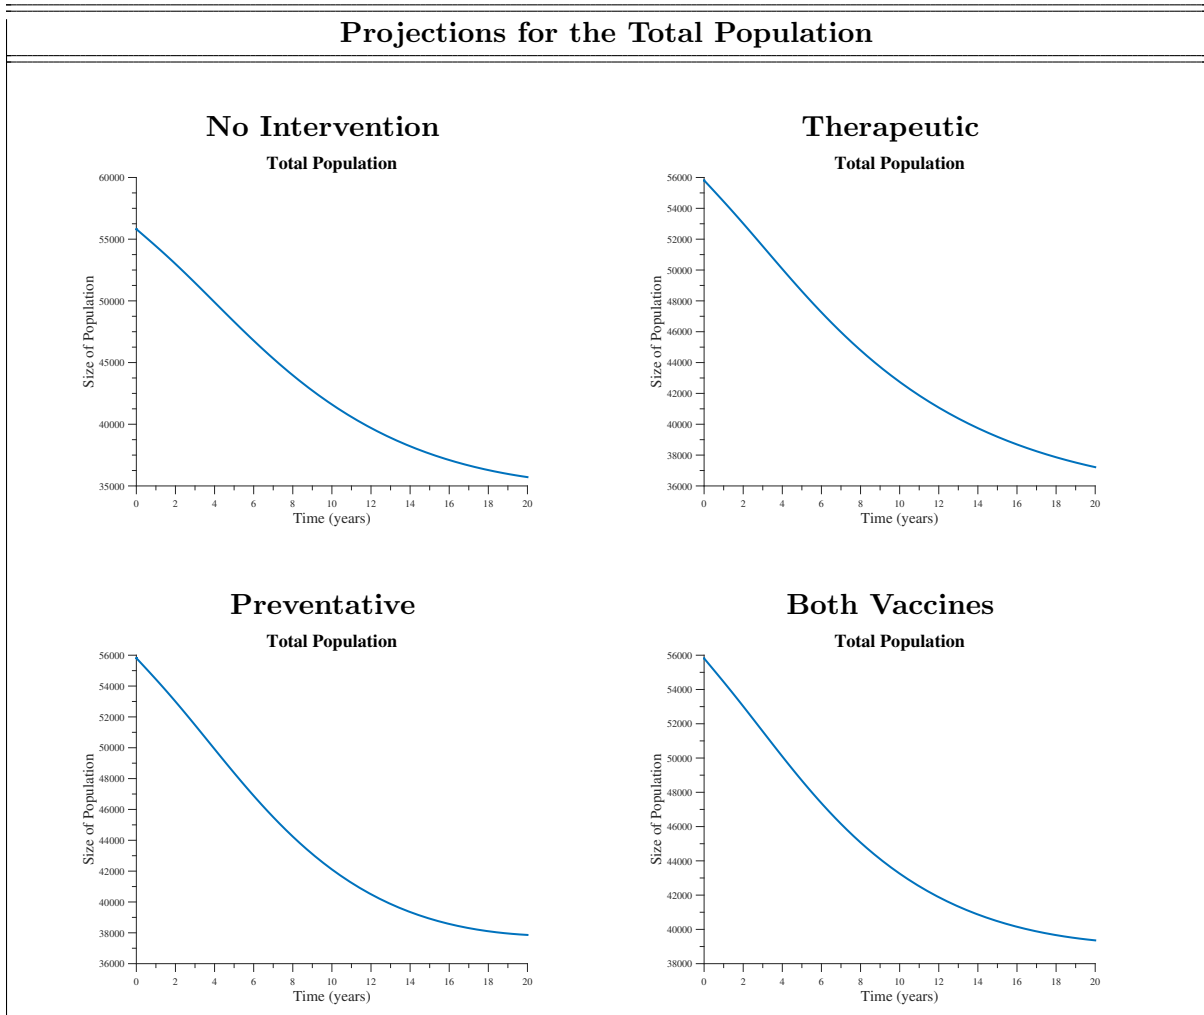 Projections for the Total Population
No Intervention
Total Population
60000
55000
50000
45000
40000
35000
Size of Population
0 2 4 6 8 10 12 14 16 18 20
Time (years)
Therapeutic
Total Population
56000
54000
52000
50000
48000
46000
44000
42000
40000
38000
36000
Size of Population
0 2 4 6 8 10 12 14 16 18 20
Time (years)
Preventative
Total Population
56000
54000
52000
50000
48000
46000
44000
42000
40000
38000
36000
Size of Population
0 2 4 6 8 10 12 14 16 18 20
Time (years)
Both Vaccines
Total Population
56000
54000
52000
50000
48000
46000
44000
42000
40000
38000
Size of Population
0 2 4 6 8 10 12 14 16 18 20
Time (years)